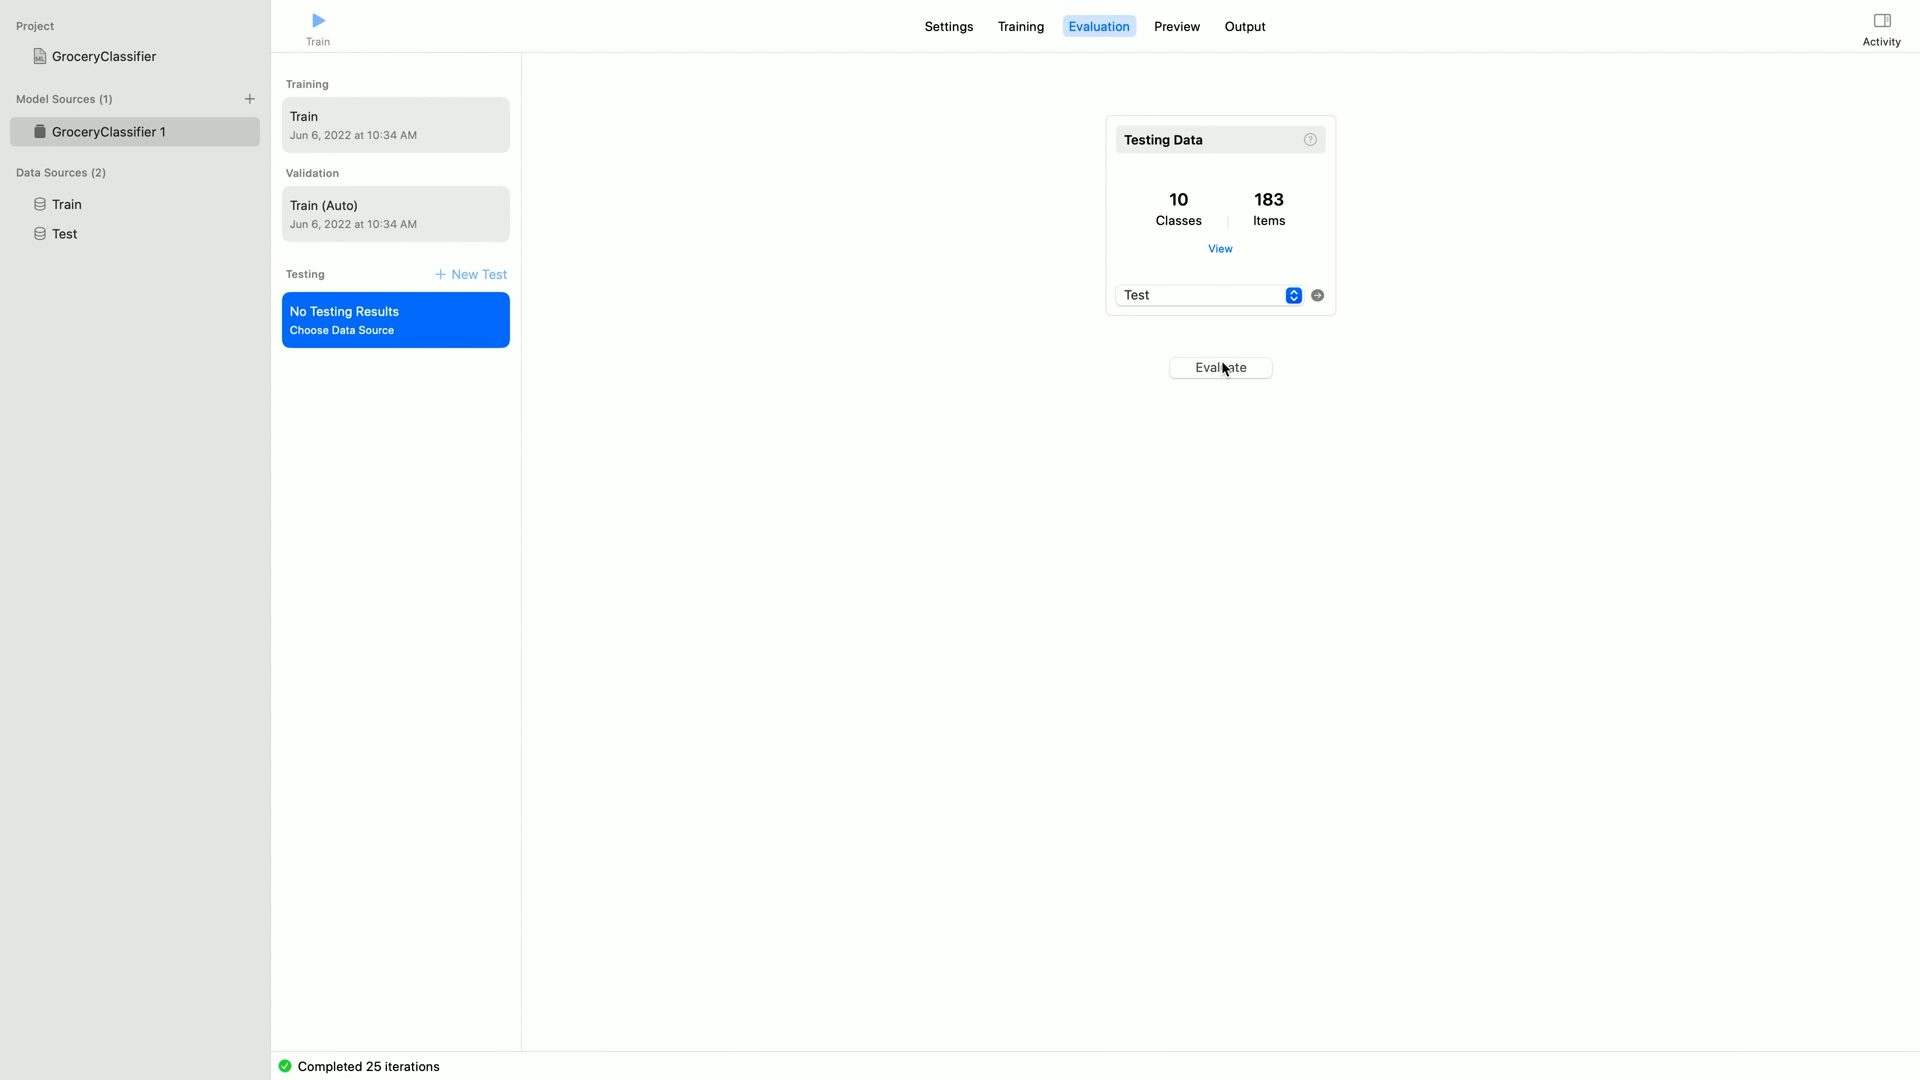 Project
GroceryClassifier
Model Sources (1)
GroceryClassifier 1
Data Sources (2)
Train
Test
Train
Settings
Training
Evaluation
Preview
Output
Activity
Training
Train
Jun 6, 2022 at 10:34 AM
Validation
Train (Auto)
Jun 6, 2022 at 10:34 AM
Testing
+ New Test
No Testing Results
Choose Data Source
Testing Data
?
10
Classes
183
Items
View
Test
Evaluate
Completed 25 iterations